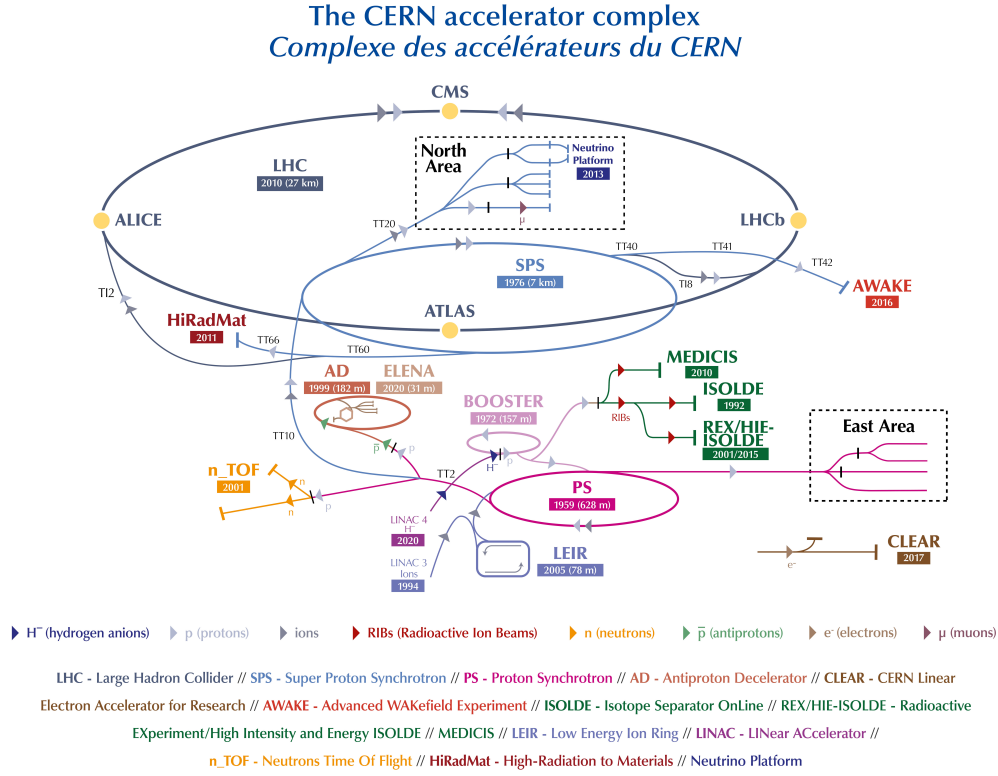 The CERN accelerator complex
Complexe des accélérateurs du CERN
CMS
North
Area
Neutrino
Platform
2013
LHC
2010 (27 km)
μ
ALICE
LHCb
TT20
TT40
TT41
TT42
SPS
1976 (7 km)
TI2
TI8
AWAKE
2016
ATLAS
HiRadMat
2011
TT66
TT60
MEDICIS
2010
AD
1999 (182 m)
ELENA
2020 (31 m)
ISOLDE
1992
BOOSTER
1972 (157 m)
RIBs
REX/HIE-
ISOLDE
2001/2015
East Area
TT10
p̅
p
H⁻
p
n_TOF
2001
n
n
p
TT2
PS
1959 (628 m)
LINAC 4
H⁻
2020
LINAC 3
Ions
1994
LEIR
2005 (78 m)
CLEAR
2017
e-
H⁻ (hydrogen anions)
p (protons)
ions
RIBs (Radioactive Ion Beams)
n (neutrons)
p̅ (antiprotons)
e- (electrons)
μ (muons)
LHC - Large Hadron Collider // SPS - Super Proton Synchrotron // PS - Proton Synchrotron // AD - Antiproton Decelerator // CLEAR - CERN Linear
Electron Accelerator for Research // AWAKE - Advanced WAKefield Experiment // ISOLDE - Isotope Separator OnLine // REX/HIE-ISOLDE - Radioactive
EXperiment/High Intensity and Energy ISOLDE // MEDICIS // LEIR - Low Energy Ion Ring // LINAC - LINear ACcelerator //
n_TOF - Neutrons Time Of Flight // HiRadMat - High-Radiation to Materials // Neutrino Platform